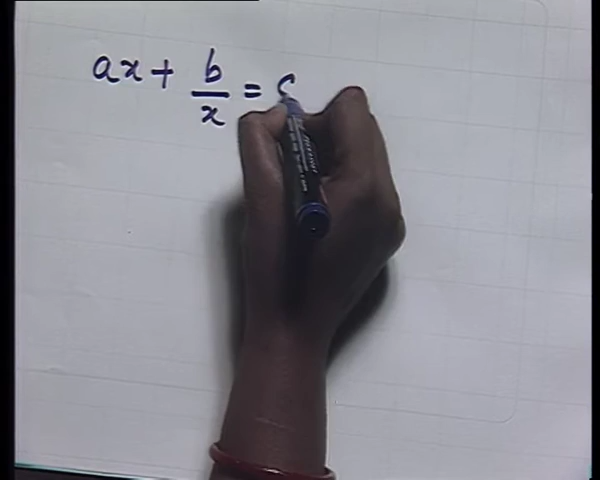 ax + b/x = c